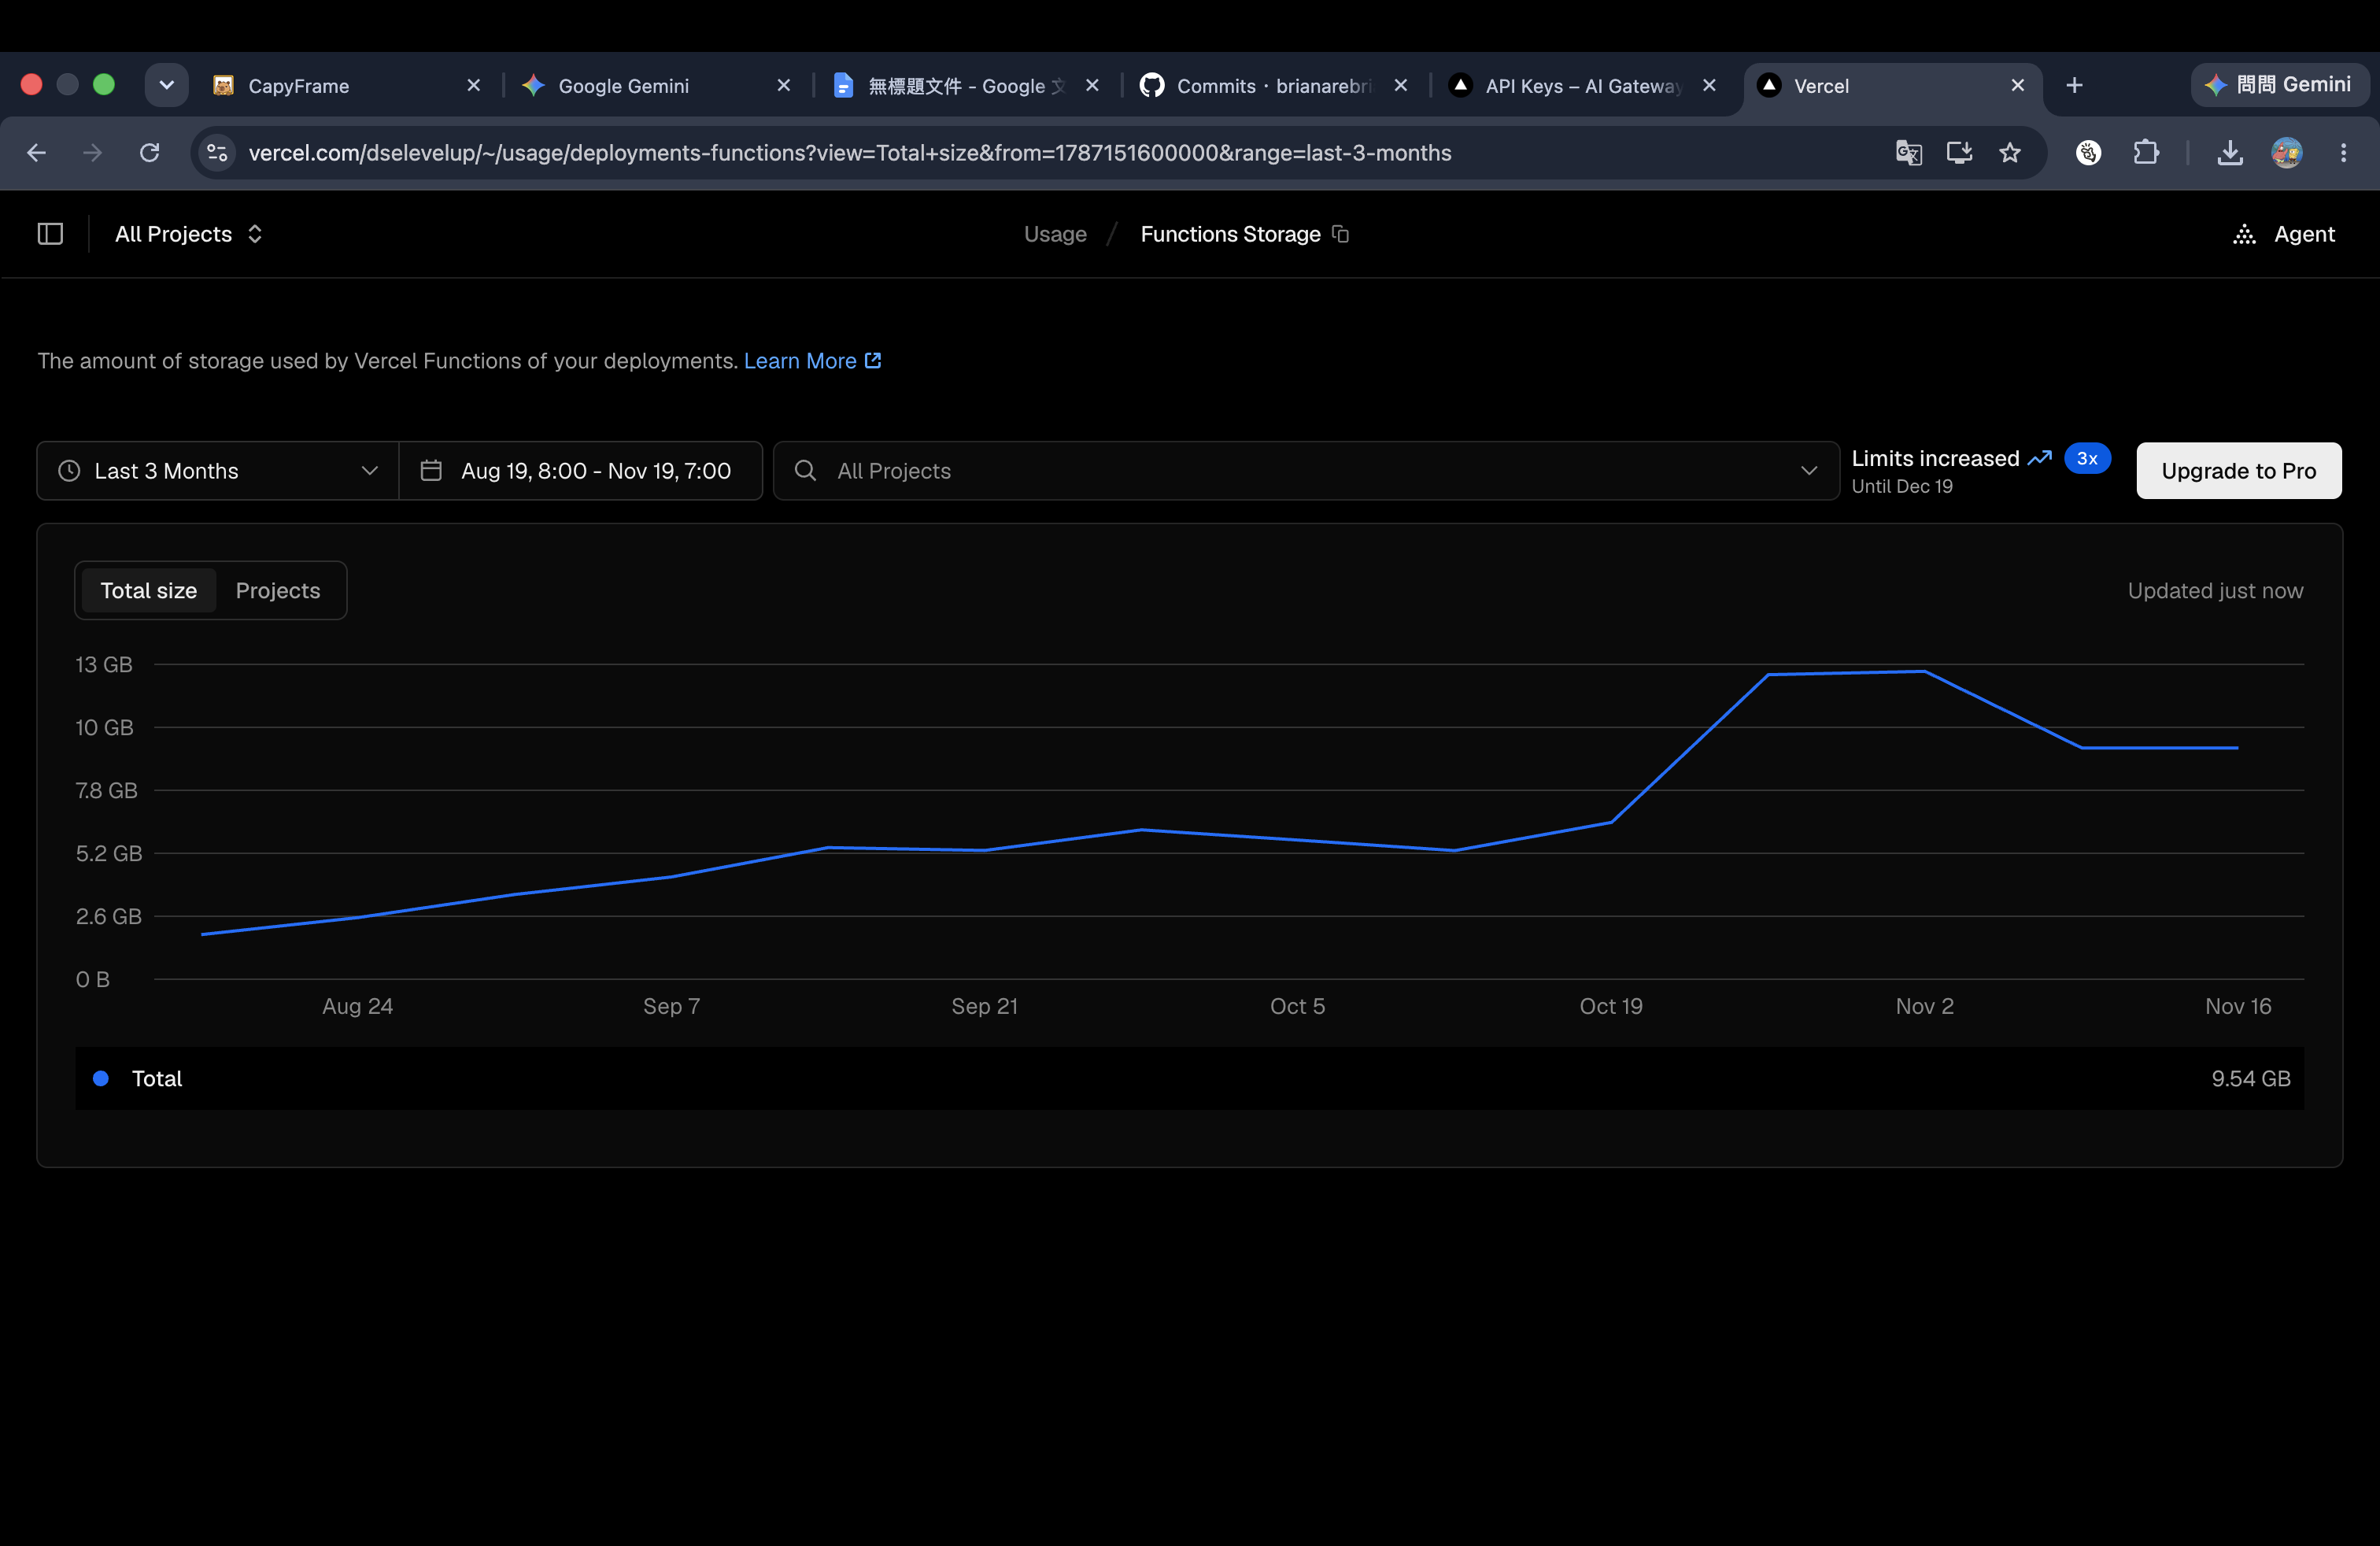 CapyFrame
Google Gemini
無標題文件 - Google 文
Commits · brianarebri
API Keys – AI Gateway
Vercel
問問 Gemini
vercel.com/dselevelup/~/usage/deployments-functions?view=Total+size&from=1787151600000&range=last-3-months
All Projects
Usage / Functions Storage
Agent
The amount of storage used by Vercel Functions of your deployments. Learn More
Last 3 Months
Aug 19, 8:00 - Nov 19, 7:00
All Projects
Limits increased
3x
Until Dec 19
Upgrade to Pro
Total size
Projects
Updated just now
13 GB
10 GB
7.8 GB
5.2 GB
2.6 GB
0 B
Aug 24
Sep 7
Sep 21
Oct 5
Oct 19
Nov 2
Nov 16
Total
9.54 GB